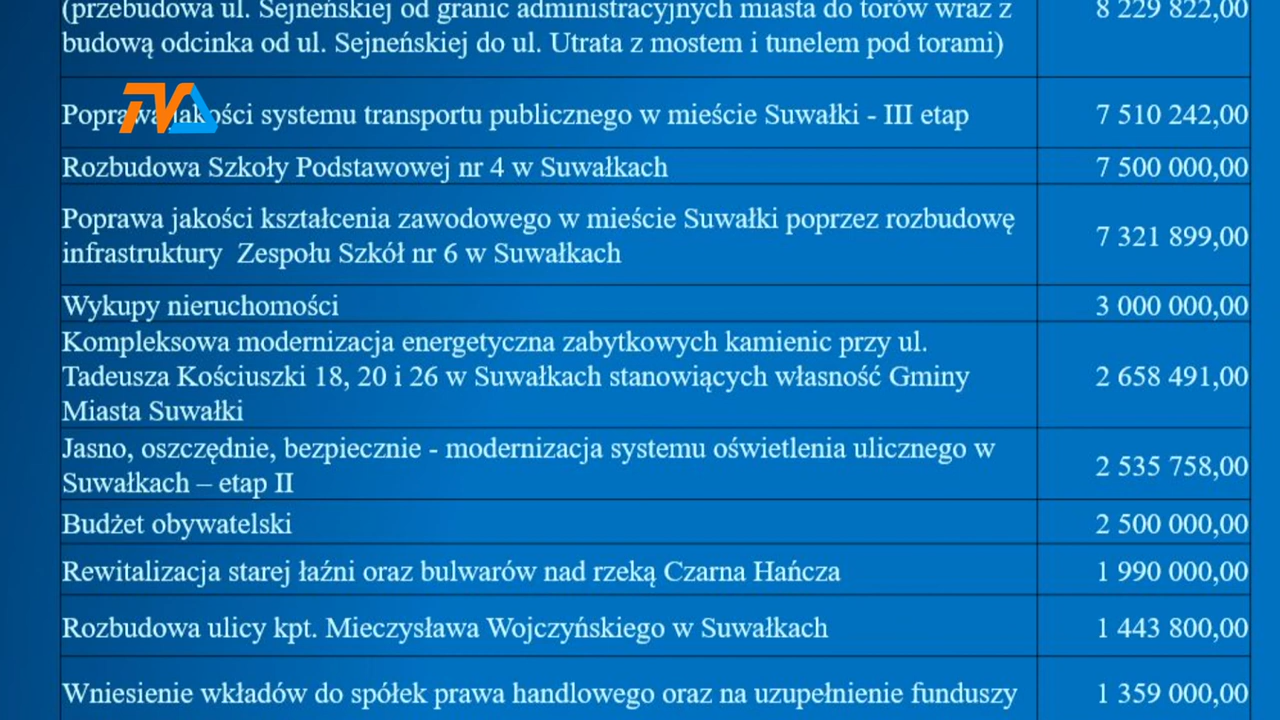 (przebudowa ul. Sejneńskiej od granic administracyjnych miasta do torów wraz z
budową odcinka od ul. Sejneńskiej do ul. Utrata z mostem i tunelem pod torami)
8 229 822,00
Poprawa jakości systemu transportu publicznego w mieście Suwałki - III etap
7 510 242,00
Rozbudowa Szkoły Podstawowej nr 4 w Suwałkach
7 500 000,00
Poprawa jakości kształcenia zawodowego w mieście Suwałki poprzez rozbudowę
infrastruktury Zespołu Szkół nr 6 w Suwałkach
7 321 899,00
Wykupy nieruchomości
3 000 000,00
Kompleksowa modernizacja energetyczna zabytkowych kamienic przy ul.
Tadeusza Kościuszki 18, 20 i 26 w Suwałkach stanowiących własność Gminy
Miasta Suwałki
2 658 491,00
Jasno, oszczędnie, bezpiecznie - modernizacja systemu oświetlenia ulicznego w
Suwałkach – etap II
2 535 758,00
Budżet obywatelski
2 500 000,00
Rewitalizacja starej łaźni oraz bulwarów nad rzeką Czarna Hańcza
1 990 000,00
Rozbudowa ulicy kpt. Mieczysława Wojczyńskiego w Suwałkach
1 443 800,00
Wniesienie wkładów do spółek prawa handlowego oraz na uzupełnienie funduszy
1 359 000,00